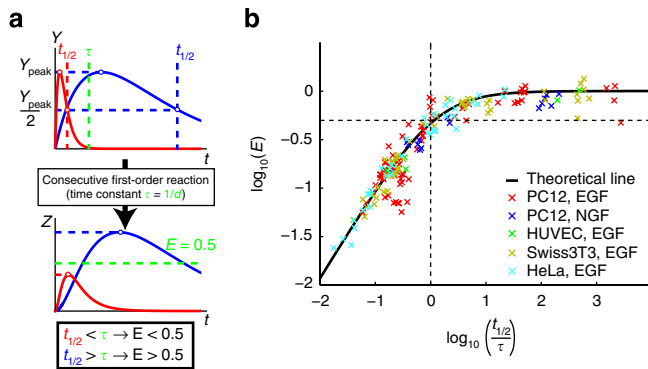 a
Y t1/2 τ t1/2
Ypeak
Ypeak
2
t
Consecutive first-order reaction
(time constant τ = 1/d)
Z
E = 0.5
t
t1/2 < τ → E < 0.5
t1/2 > τ → E > 0.5
b
0
−0.5
−1
−1.5
−2
log10(E)
Theoretical line
PC12, EGF
PC12, NGF
HUVEC, EGF
Swiss3T3, EGF
HeLa, EGF
−2 −1 0 1 2 3
log10 (t1/2/τ)